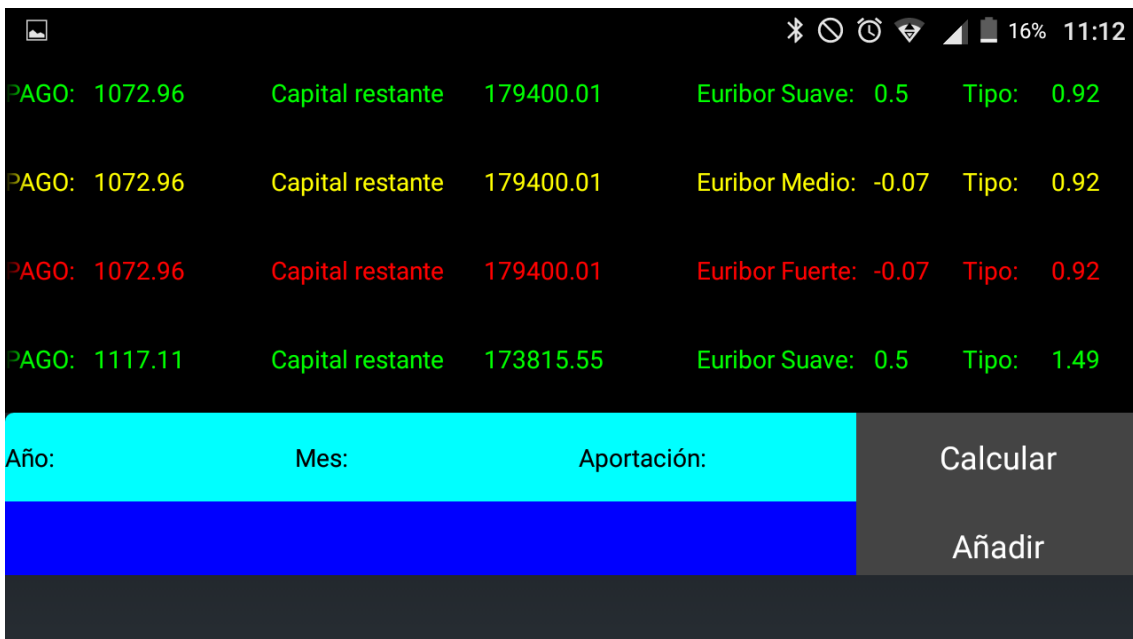 16% 11:12
PAGO: 1072.96 Capital restante 179400.01 Euribor Suave: 0.5 Tipo: 0.92
PAGO: 1072.96 Capital restante 179400.01 Euribor Medio: -0.07 Tipo: 0.92
PAGO: 1072.96 Capital restante 179400.01 Euribor Fuerte: -0.07 Tipo: 0.92
PAGO: 1117.11 Capital restante 173815.55 Euribor Suave: 0.5 Tipo: 1.49
Año: Mes: Aportación: Calcular
Añadir